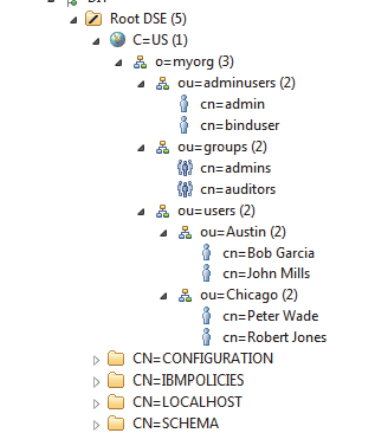 Root DSE (5)
C=US (1)
o=myorg (3)
ou=adminusers (2)
cn=admin
cn=binduser
ou=groups (2)
cn=admins
cn=auditors
ou=users (2)
ou=Austin (2)
cn=Bob Garcia
cn=John Mills
ou=Chicago (2)
cn=Peter Wade
cn=Robert Jones
CN=CONFIGURATION
CN=IBMPOLICIES
CN=LOCALHOST
CN=SCHEMA